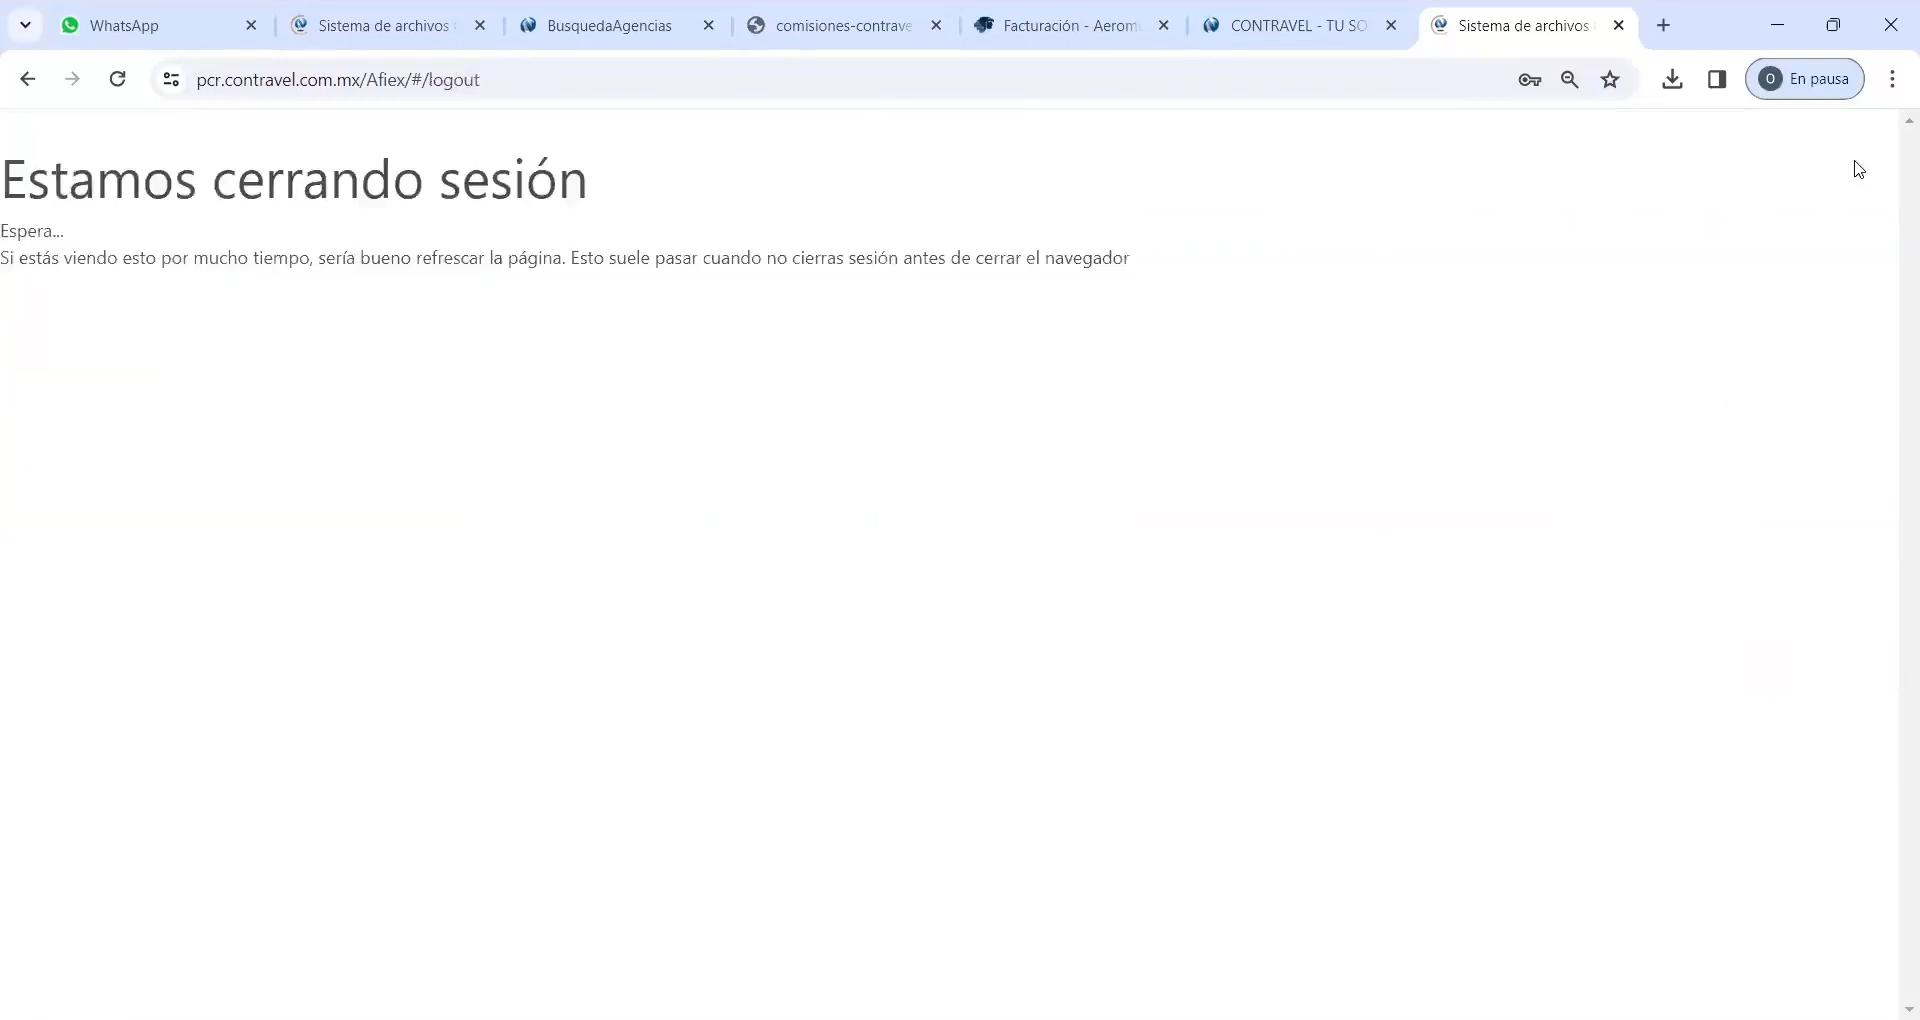 WhatsApp
Sistema de archivos
BusquedaAgencias
comisiones-contrave
Facturación - Aerom
CONTRAVEL - TU SO
Sistema de archivos
pcr.contravel.com.mx/Afiex/#/logout
O En pausa
Estamos cerrando sesión
Espera...
Si estás viendo esto por mucho tiempo, sería bueno refrescar la página. Esto suele pasar cuando no cierras sesión antes de cerrar el navegador